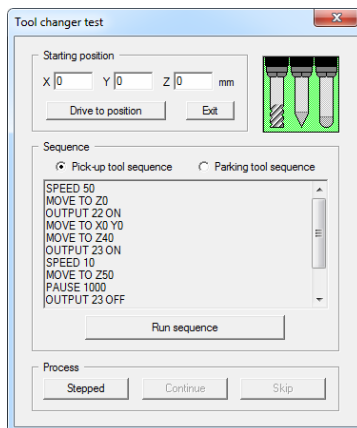 Tool changer test
Starting position
X 0 Y 0 Z 0 mm
Drive to position Exit
Sequence
Pick-up tool sequence Parking tool sequence
SPEED 50
MOVE TO Z0
OUTPUT 22 ON
MOVE TO X0 Y0
MOVE TO Z40
OUTPUT 23 ON
SPEED 10
MOVE TO Z50
PAUSE 1000
OUTPUT 23 OFF
Run sequence
Process
Stepped Continue Skip